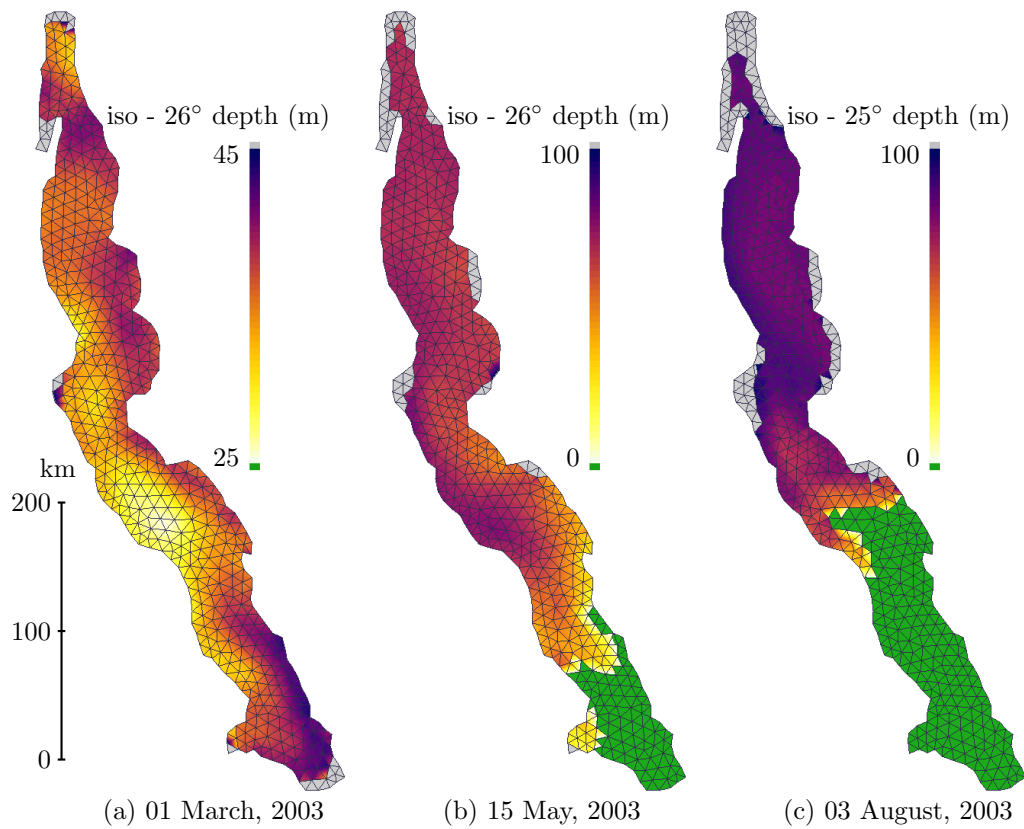 iso - 26° depth (m)
45
25
iso - 26° depth (m)
100
0
iso - 25° depth (m)
100
0
km
200
100
0
(a) 01 March, 2003
(b) 15 May, 2003
(c) 03 August, 2003